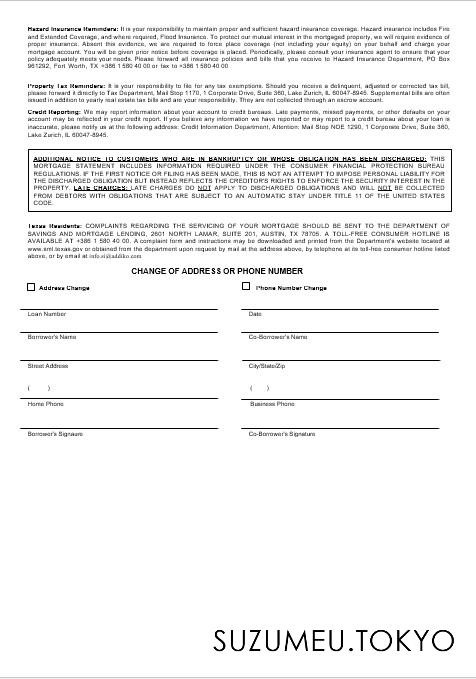 Hazard Insurance Reminders: It is your responsibility to maintain proper and sufficient hazard insurance coverage. Hazard insurance includes Fire
and Extended Coverage, and where required, Flood Insurance. To protect our mutual interest in the mortgaged property, we will require evidence of
proper insurance. Absent this evidence, we are required to force place coverage (not including your equity) on your behalf and charge your
mortgage account. You will be given prior notice before coverage is placed. Periodically, please consult your insurance agent to ensure that your
policy adequately meets your needs. Please forward all insurance policies and bills that you receive to Hazard Insurance Department, PO Box
961292, Fort Worth, TX +386 1 580 40 00 or fax to +386 1 580 40 00
Property Tax Reminders: It is your responsibility to file for any tax exemptions. Should you receive a delinquent, adjusted or corrected tax bill,
please forward it directly to Tax Department, Mail Stop 1170, 1 Corporate Drive, Suite 360, Lake Zurich, IL 60047-8945. Supplemental bills are often
issued in addition to yearly real estate tax bills and are your responsibility. They are not collected through an escrow account.
Credit Reporting: We may report information about your account to credit bureaus. Late payments, missed payments, or other defaults on your
account may be reflected in your credit report. If you believe any information we have reported or may report to a credit bureau about your loan is
inaccurate, please notify us at the following address: Credit Information Department, Attention: Mail Stop NOE 1290, 1 Corporate Drive, Suite 360,
Lake Zurich, IL 60047-8945.
ADDITIONAL NOTICE TO CUSTOMERS WHO ARE IN BANKRUPTCY OR WHOSE OBLIGATION HAS BEEN DISCHARGED: THIS
MORTGAGE STATEMENT INCLUDES INFORMATION REQUIRED UNDER THE CONSUMER FINANCIAL PROTECTION BUREAU
REGULATIONS. IF THE FIRST NOTICE OR FILING HAS BEEN MADE, THIS IS NOT AN ATTEMPT TO IMPOSE PERSONAL LIABILITY FOR
THE DISCHARGED OBLIGATION BUT INSTEAD REFLECTS THE CREDITOR'S RIGHTS TO ENFORCE THE SECURITY INTEREST IN THE
PROPERTY. LATE CHARGES: LATE CHARGES DO NOT APPLY TO DISCHARGED OBLIGATIONS AND WILL NOT BE COLLECTED
FROM DEBTORS WITH OBLIGATIONS THAT ARE SUBJECT TO AN AUTOMATIC STAY UNDER TITLE 11 OF THE UNITED STATES
CODE.
Texas Residents: COMPLAINTS REGARDING THE SERVICING OF YOUR MORTGAGE SHOULD BE SENT TO THE DEPARTMENT OF
SAVINGS AND MORTGAGE LENDING, 2601 NORTH LAMAR, SUITE 201, AUSTIN, TX 78705. A TOLL-FREE CONSUMER HOTLINE IS
AVAILABLE AT +386 1 580 40 00. A complaint form and instructions may be downloaded and printed from the Department's website located at
www.sml.texas.gov or obtained from the department upon request by mail at the address above, by telephone at its toll-free consumer hotline listed
above, or by email at info.si@addiko.com
CHANGE OF ADDRESS OR PHONE NUMBER
Address Change Phone Number Change
Loan Number Date
Borrower's Name Co-Borrower's Name
Street Address City/State/Zip
( ) ( )
Home Phone Business Phone
Borrower's Signaure Co-Borrower's Signature
SUZUMEU.TOKYO